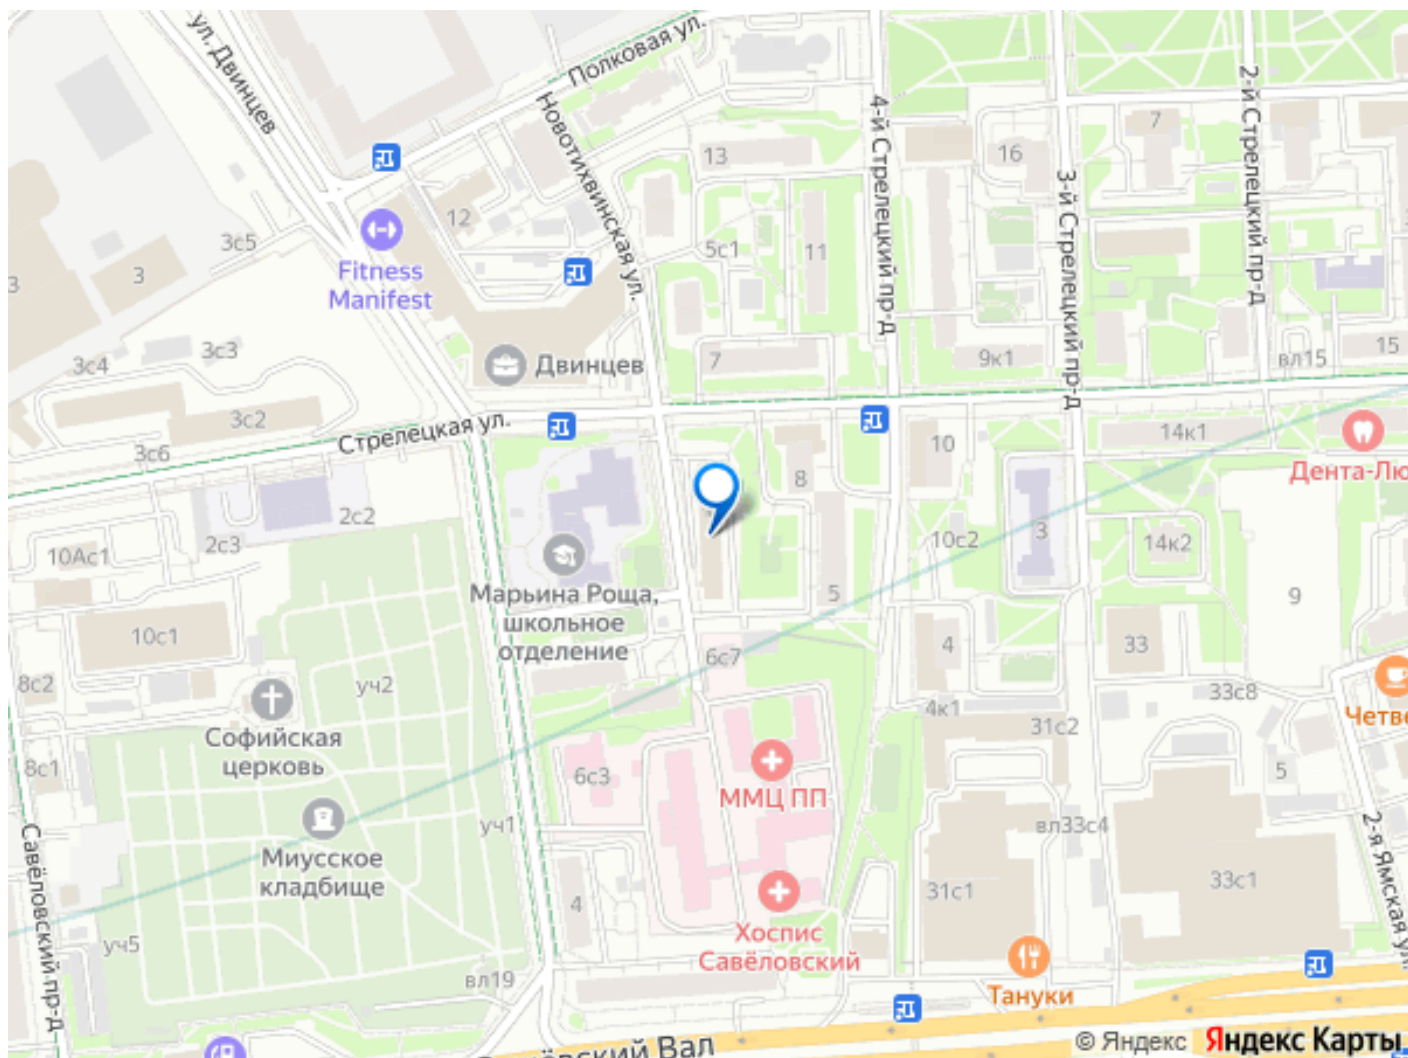 ул. Двинцев
Полковая ул.
Новотихвинская ул.
4-й Стрелецкий пр-д
3-й Стрелецкий пр-д
2-й Стрелецкий пр-д
7
16
13
12
5с1
11
3с5
3
3
Fitness
Manifest
3с4
3с3
Двинцев
7
9к1
вл15
15
3с2
3с6
Стрелецкая ул.
10
14к1
8
Дента-Лю
2с2
2с3
10Ас1
10с2
3
14к2
Марьина Роща,
школьное
отделение
5
9
10с1
4
33
6с7
8с2
уч2
33с8
4к1
31с2
Четве
Софийская
церковь
8с1
6с3
ММЦ ПП
5
уч1
вл33с4
2-я Ямская ул
Савёловский пр-д
Миусское
кладбище
31с1
33с1
4
Хоспис
Савёловский
уч5
вл19
Тануки
© Яндекс
Яндекс Карты
Вал